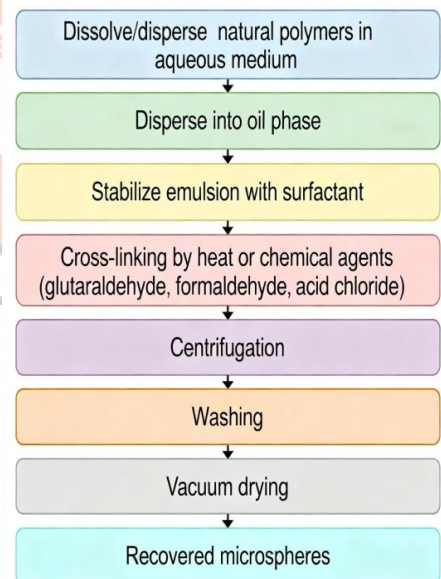 Dissolve/disperse natural polymers in
aqueous medium
Disperse into oil phase
Stabilize emulsion with surfactant
Cross-linking by heat or chemical agents
(glutaraldehyde, formaldehyde, acid chloride)
Centrifugation
Washing
Vacuum drying
Recovered microspheres